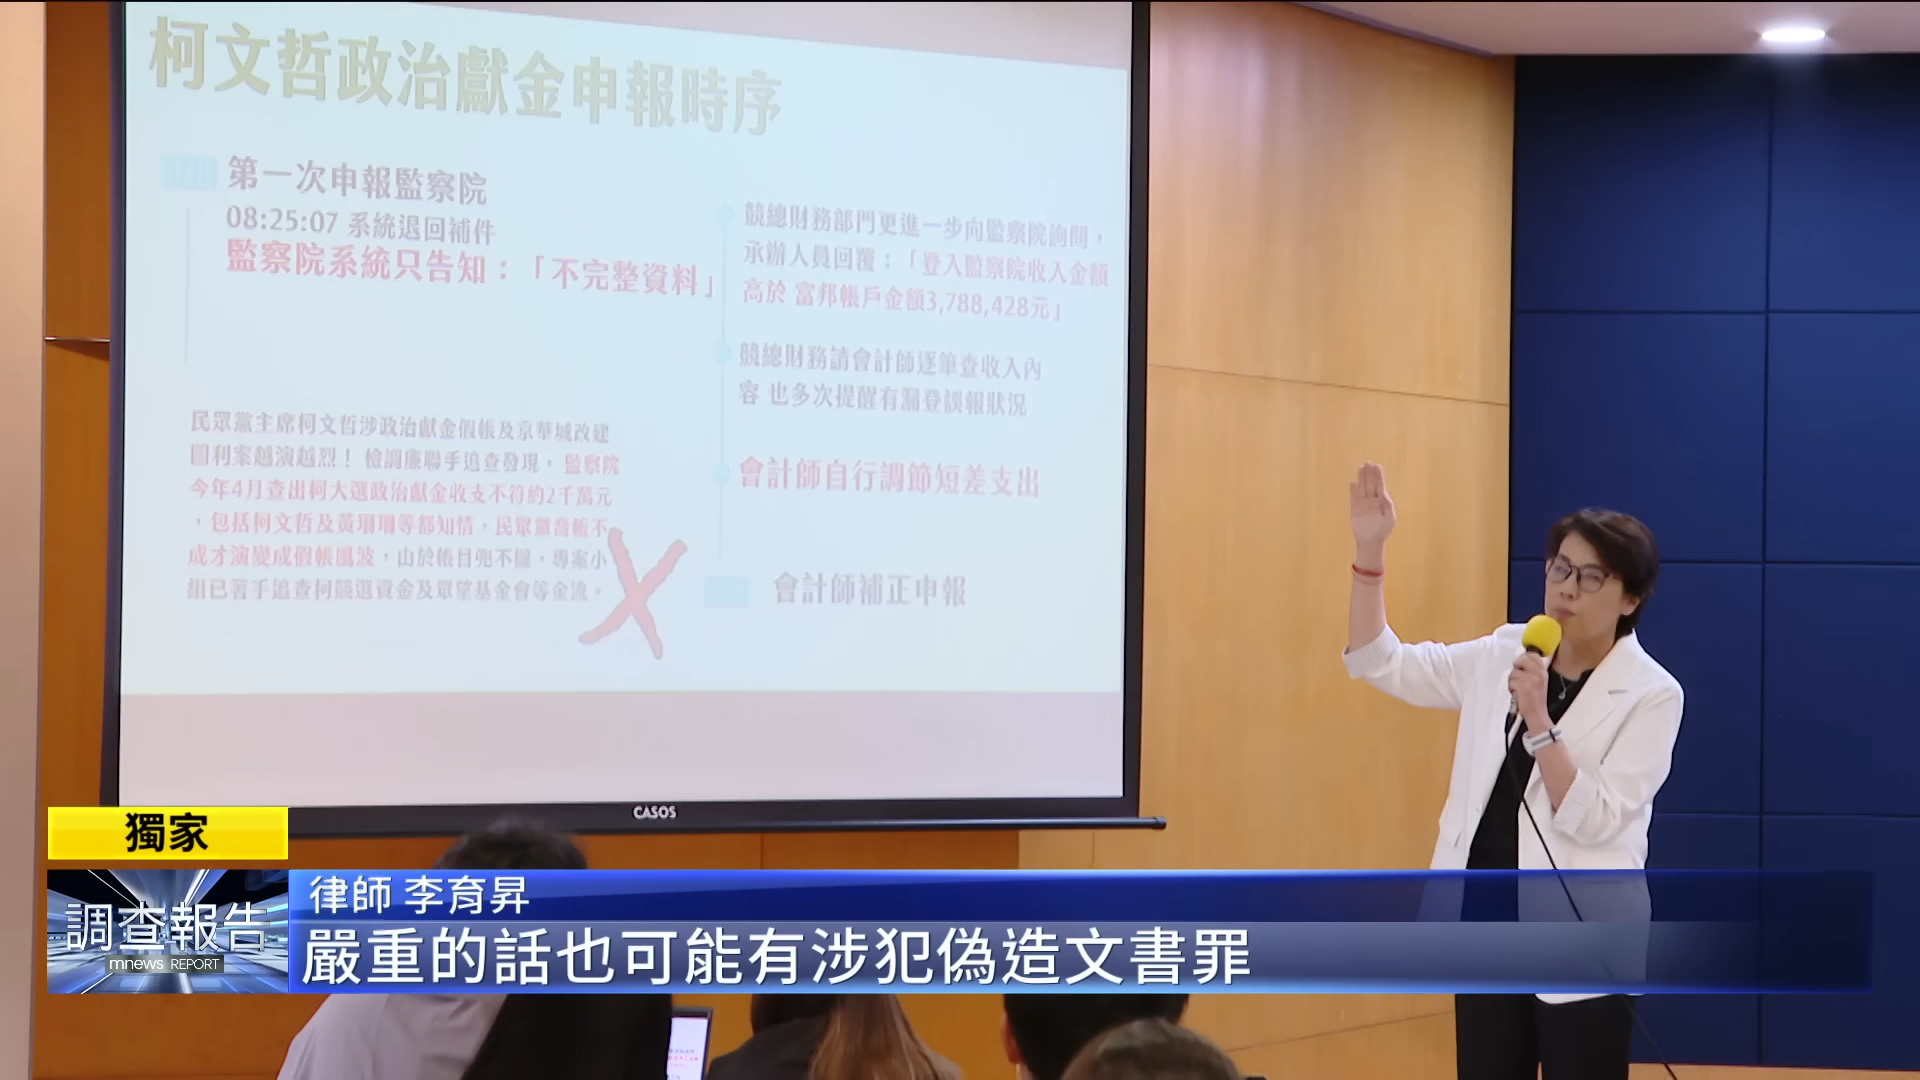 柯文哲政治獻金申報時序
第一次申報監察院
08:25:07 系統退回補件
監察院系統只告知：「不完整資料」
民眾黨主席柯文哲涉政治獻金假帳及京華城改建
圖利案越演越烈！ 檢調廉聯手追查發現， 監察院
今年4月查出柯大選政治獻金收支不符約2千萬元
，包括柯文哲及黃珊珊等都知情，民眾黨喬帳不
成才演變成假帳風波，由於帳目兜不攏，專案小
組已著手追查柯競選資金及眾望基金會等金流。
競總財務部門更進一步向監察院詢問，
承辦人員回覆：「登入監察院收入金額
高於 富邦帳戶金額3,788,428元」
競總財務請會計師逐筆查收入內
容 也多次提醒有漏登誤報狀況
會計師自行調節短差支出
會計師補正申報
CASOS
獨家
調查報告
mnews REPORT
律師 李育昇
嚴重的話也可能有涉犯偽造文書罪